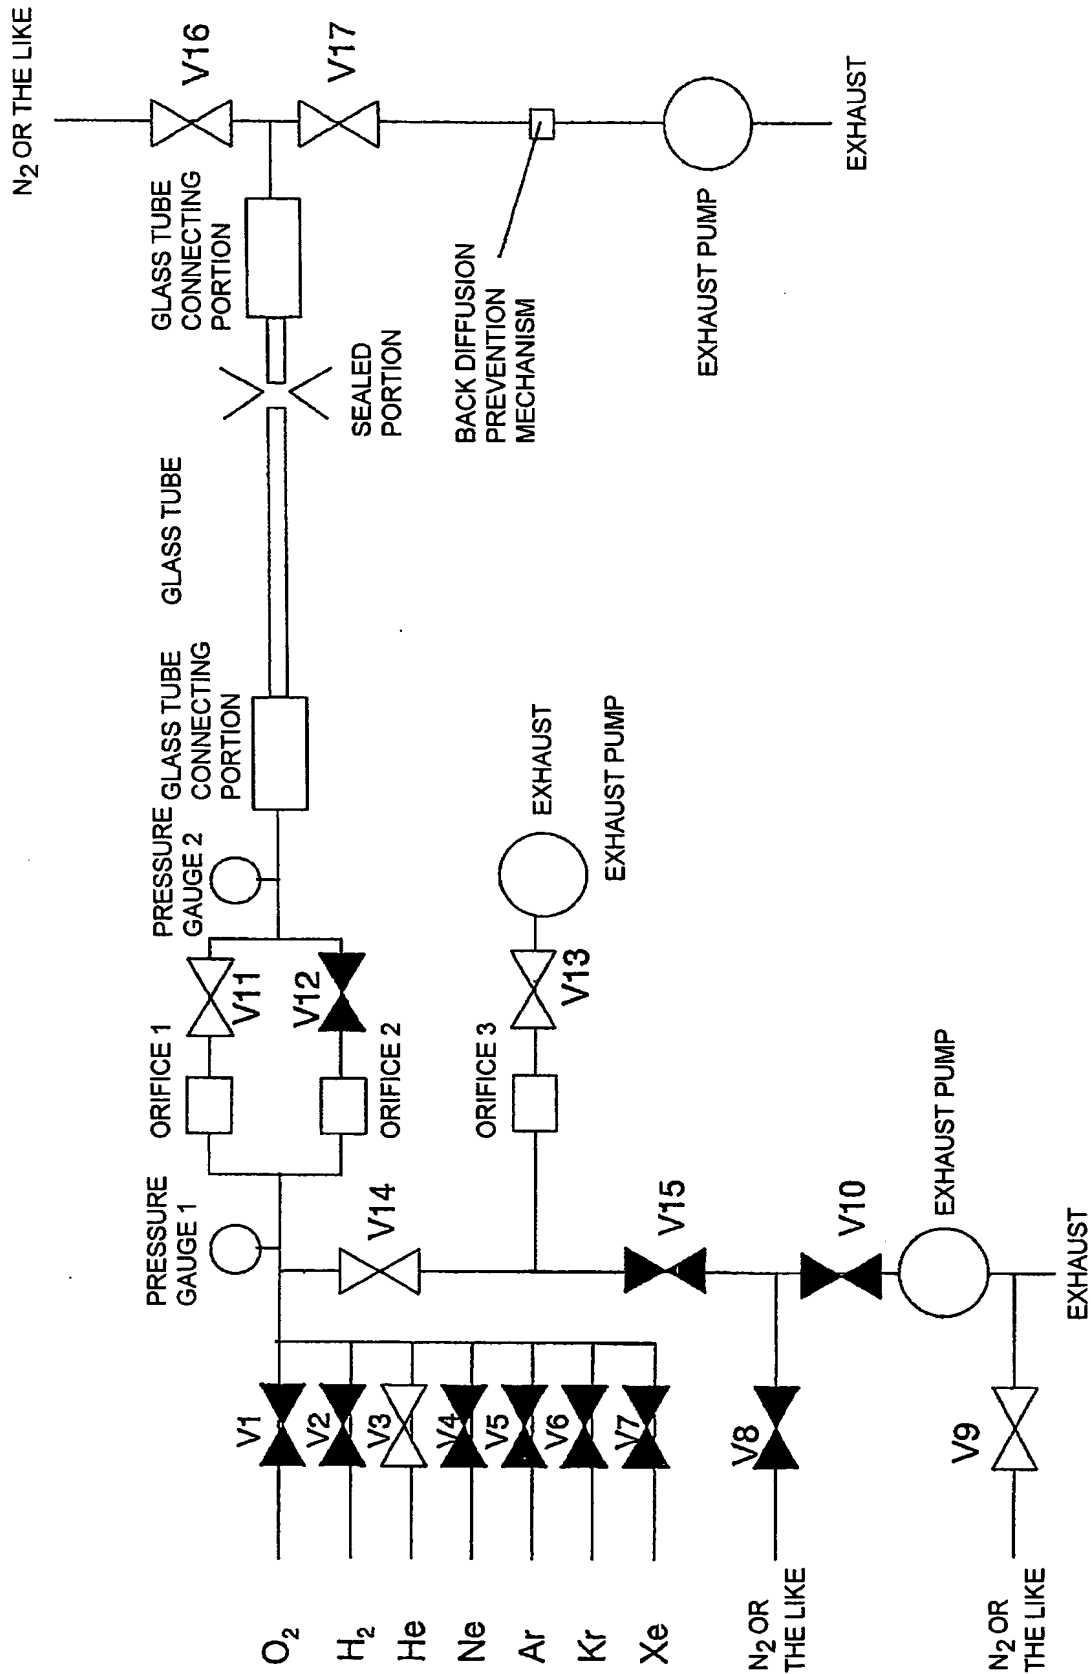 N₂ OR THE LIKE
V16
V17
GLASS TUBE
CONNECTING
PORTION
SEALED
PORTION
BACK DIFFUSION
PREVENTION
MECHANISM
EXHAUST PUMP
EXHAUST
GLASS TUBE
GLASS TUBE
CONNECTING
PORTION
PRESSURE
GAUGE 2
V11
V12
ORIFICE 1
ORIFICE 2
ORIFICE 3
V13
EXHAUST
EXHAUST PUMP
PRESSURE
GAUGE 1
V14
V15
V10
EXHAUST PUMP
EXHAUST
O₂
V1
H₂
V2
He
V3
Ne
V4
Ar
V5
Kr
V6
Xe
V7
N₂ OR
THE LIKE
V8
N₂ OR
THE LIKE
V9